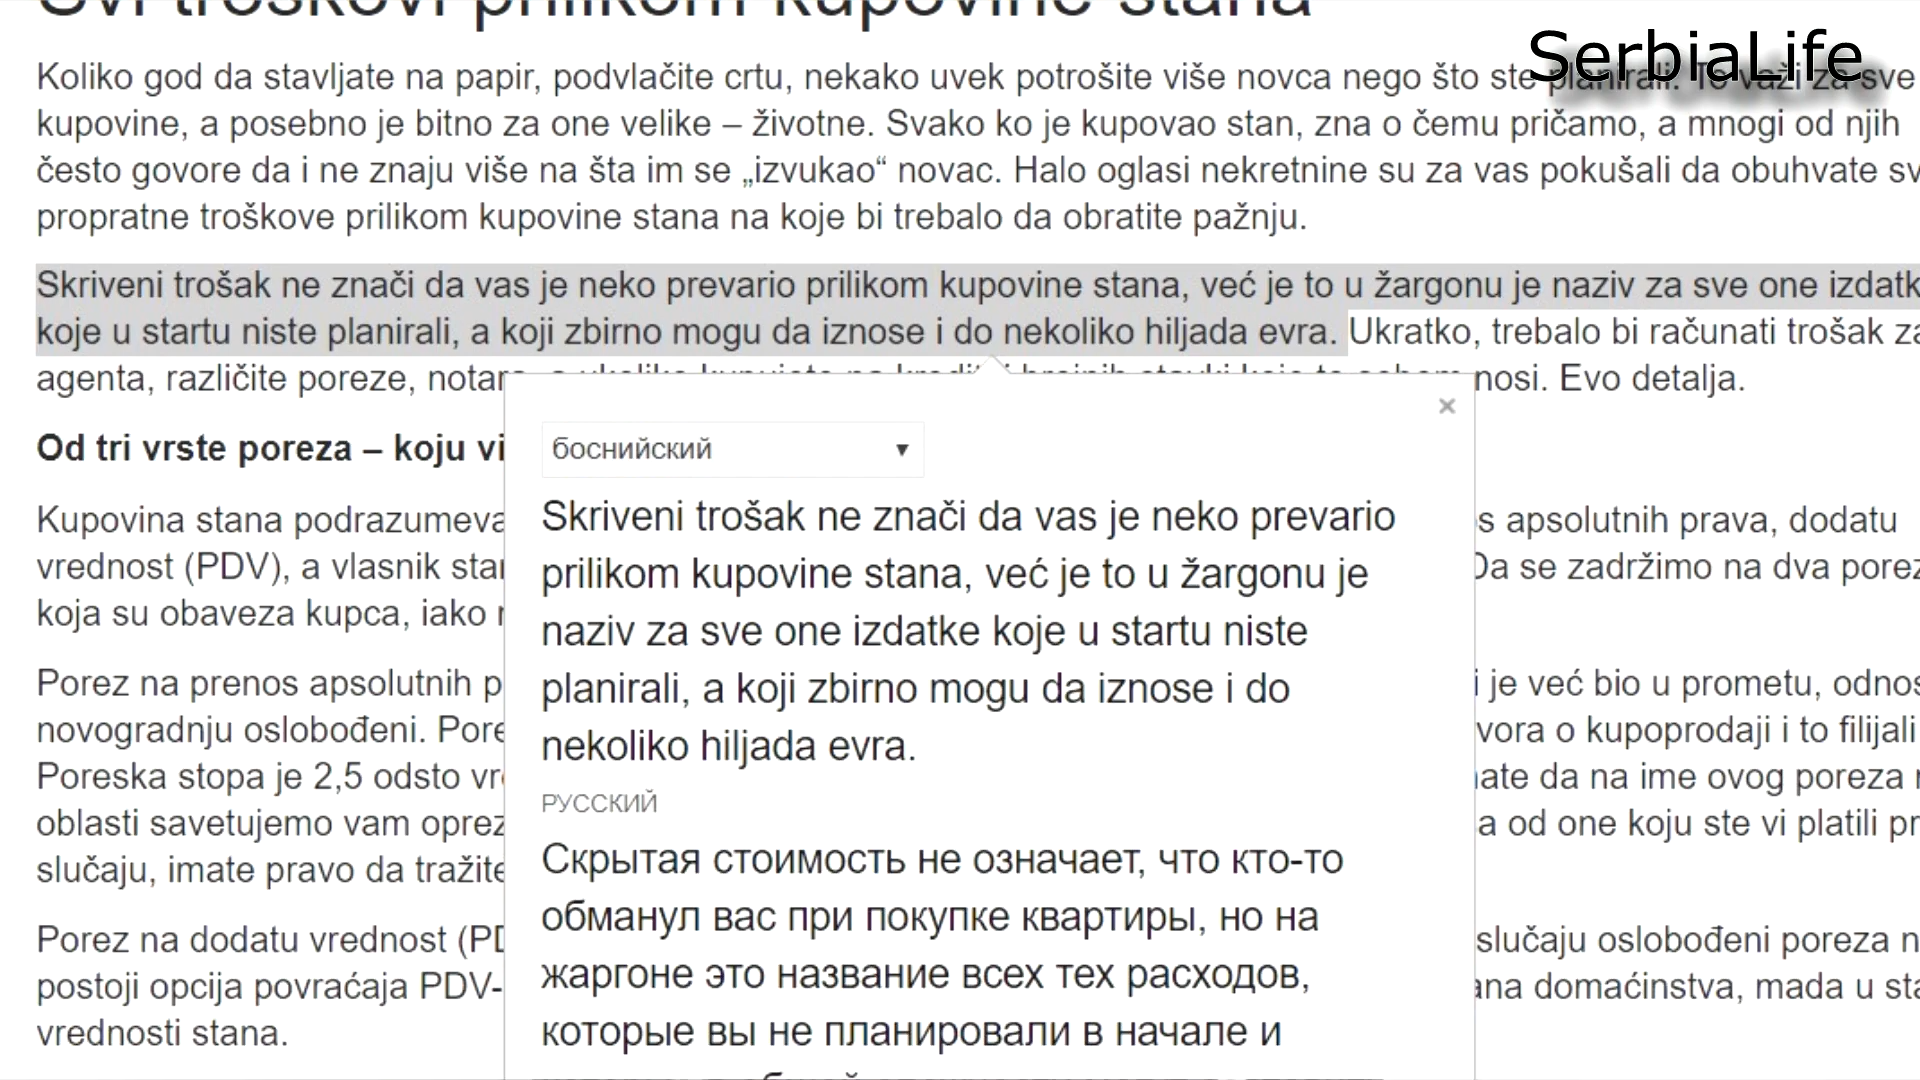 Svi troškovi prilikom kupovine stana
SerbiaLife
Koliko god da stavljate na papir, podvlačite crtu, nekako uvek potrošite više novca nego što ste planirali. To važi za sve
kupovine, a posebno je bitno za one velike – životne. Svako ko je kupovao stan, zna o čemu pričamo, a mnogi od njih
često govore da i ne znaju više na šta im se „izvukao“ novac. Halo oglasi nekretnine su za vas pokušali da obuhvate sv
propratne troškove prilikom kupovine stana na koje bi trebalo da obratite pažnju.
Skriveni trošak ne znači da vas je neko prevario prilikom kupovine stana, već je to u žargonu je naziv za sve one izdatk
koje u startu niste planirali, a koji zbirno mogu da iznose i do nekoliko hiljada evra. Ukratko, trebalo bi računati trošak za
agenta, različite poreze, nosi. Evo detalja.
Od tri vrste poreza – koju vi
Kupovina stana podrazumeva s apsolutnih prava, dodatu
vrednost (PDV), a vlasnik Da se zadržimo na dva porez
koja su obaveza kupca, iako
Porez na prenos apsolutnih p i je već bio u prometu, odnos
novogradnju oslobođeni. Pore vora o kupoprodaji i to filijali
Poreska stopa je 2,5 odsto ate da na ime ovog poreza
oblasti savetujemo vam oprez a od one koju ste vi platili pr
slučaju, imate pravo da tražite
Porez na dodatu vrednost (PD slučaju oslobođeni poreza n
postoji opcija povraćaja PDV- ana domaćinstva, mada u sta
vrednosti stana.
×
боснийский ▼
Skriveni trošak ne znači da vas je neko prevario
prilikom kupovine stana, već je to u žargonu je
naziv za sve one izdatke koje u startu niste
planirali, a koji zbirno mogu da iznose i do
nekoliko hiljada evra.
РУССКИЙ
Скрытая стоимость не означает, что кто-то
обманул вас при покупке квартиры, но на
жаргоне это название всех тех расходов,
которые вы не планировали в начале и